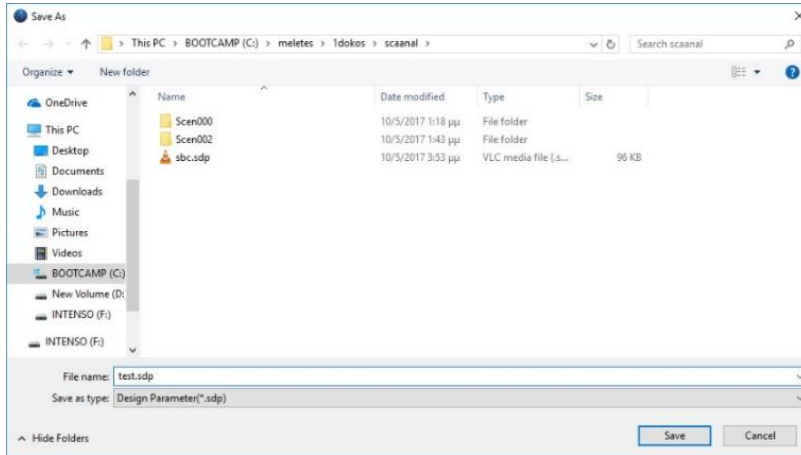 Save As
This PC > BOOTCAMP (C:) > meletes > 1dokos > scaanal >
Search scaanal
Organize
New folder
Name
Date modified
Type
Size
OneDrive
This PC
Desktop
Documents
Downloads
Music
Pictures
Videos
BOOTCAMP (C:)
New Volume (D:
INTENSO (F:)
INTENSO (F:)
Scen000 10/5/2017 1:18 μμ File folder
Scen002 10/5/2017 1:43 μμ File folder
sbc.sdp 10/5/2017 3:53 μμ VLC media file (.s... 96 KB
File name: test.sdp
Save as type: Design Parameter(*.sdp)
Hide Folders
Save
Cancel